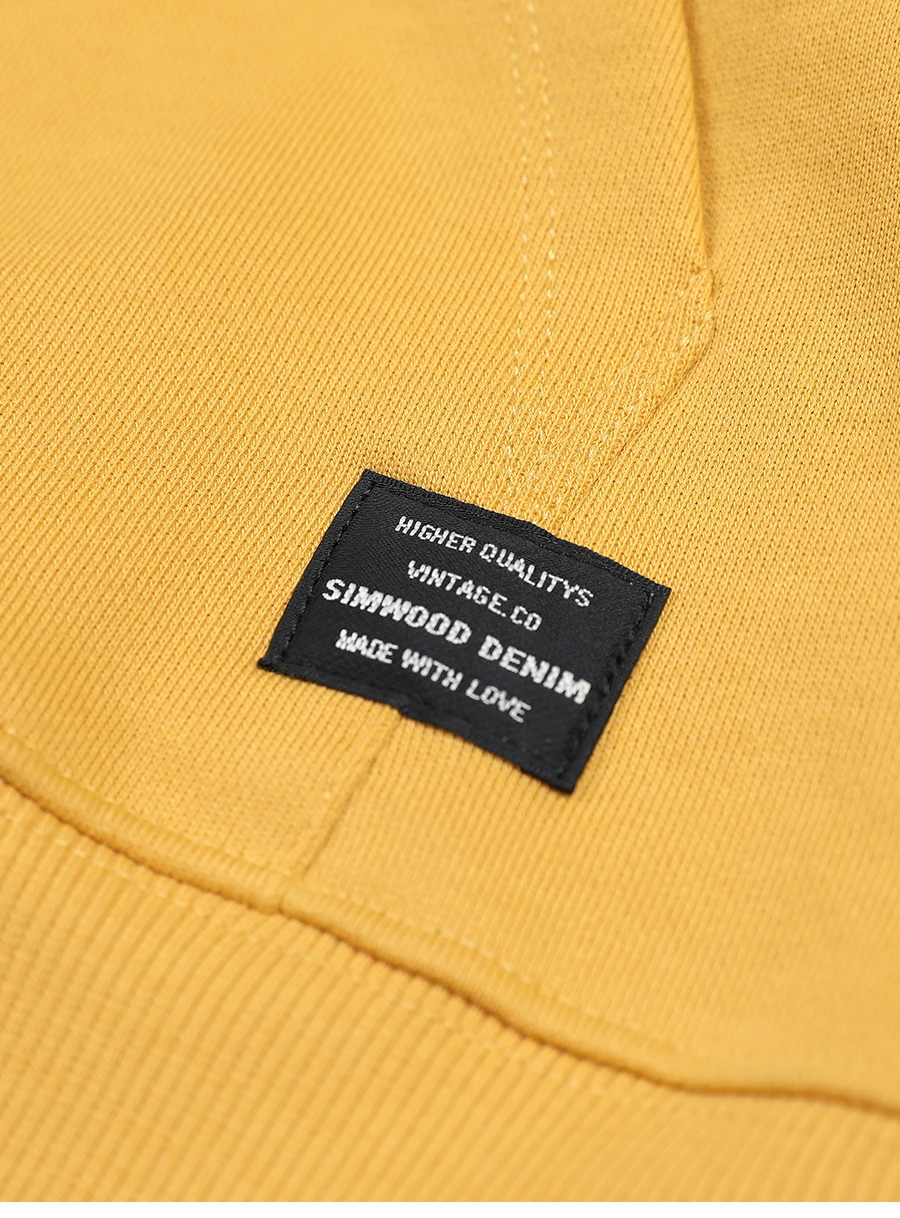 HIGHER QUALITYS
VINTAGE.CO
SIMWOOD DENIM
MADE WITH LOVE